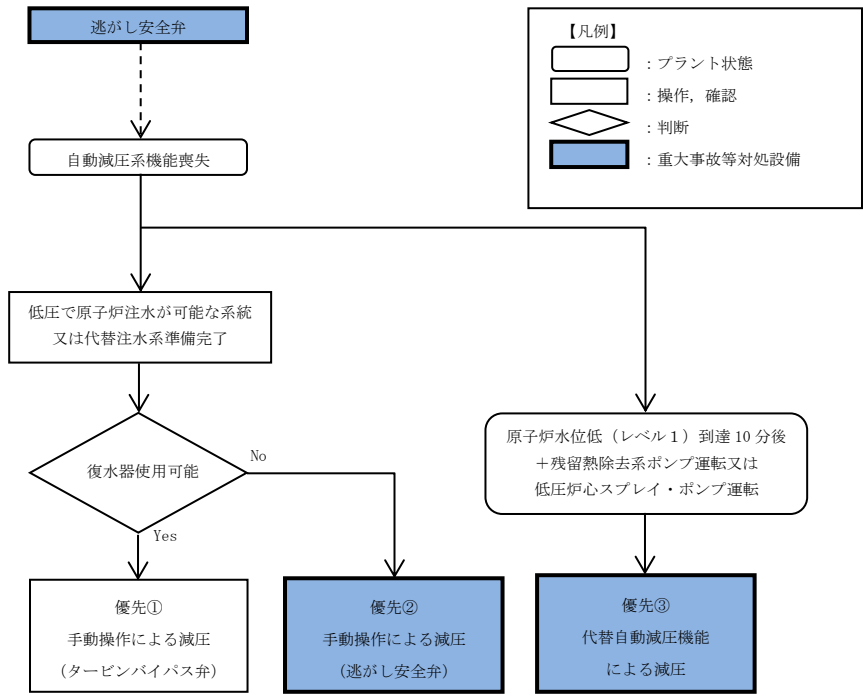 逃がし安全弁
【凡例】
：プラント状態
：操作，確認
：判断
：重大事故等対処設備
自動減圧系機能喪失
低圧で原子炉注水が可能な系統
又は代替注水系準備完了
原子炉水位低（レベル１）到達 10 分後
＋残留熱除去系ポンプ運転又は
低圧炉心スプレイ・ポンプ運転
復水器使用可能
No
Yes
優先①
手動操作による減圧
（タービンバイパス弁）
優先②
手動操作による減圧
（逃がし安全弁）
優先③
代替自動減圧機能
による減圧